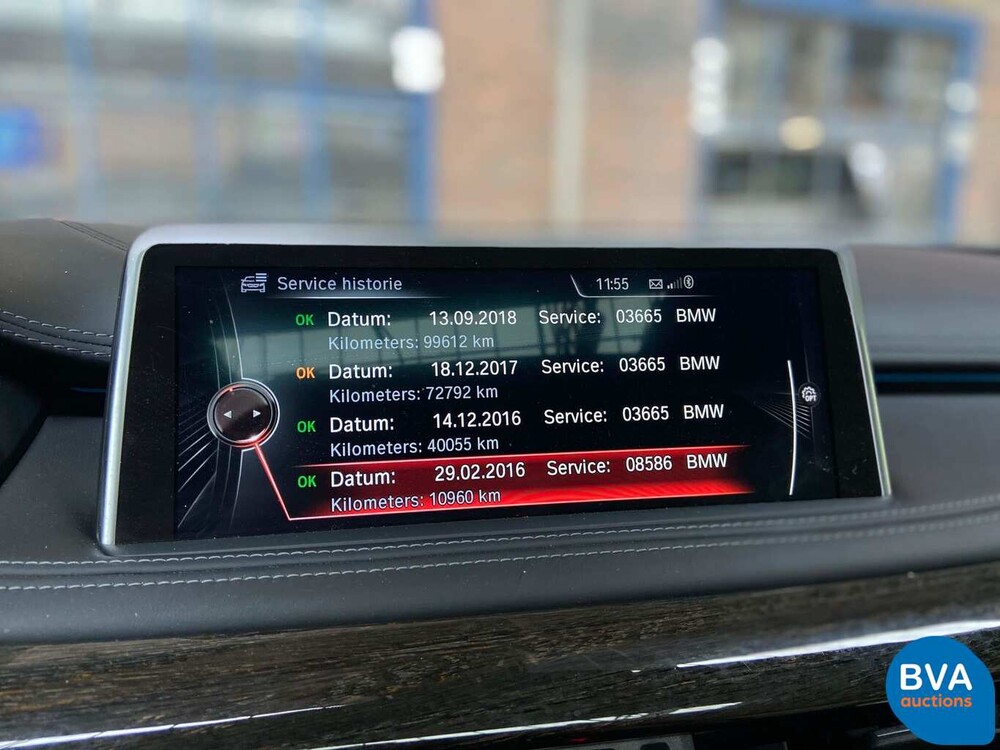 Service historie 11:55
OK Datum: 13.09.2018 Service: 03665 BMW
Kilometers: 99612 km
OK Datum: 18.12.2017 Service: 03665 BMW
Kilometers: 72792 km
OK Datum: 14.12.2016 Service: 03665 BMW
Kilometers: 40055 km
OK Datum: 29.02.2016 Service: 08586 BMW
Kilometers: 10960 km
OPT
BVA
auctions